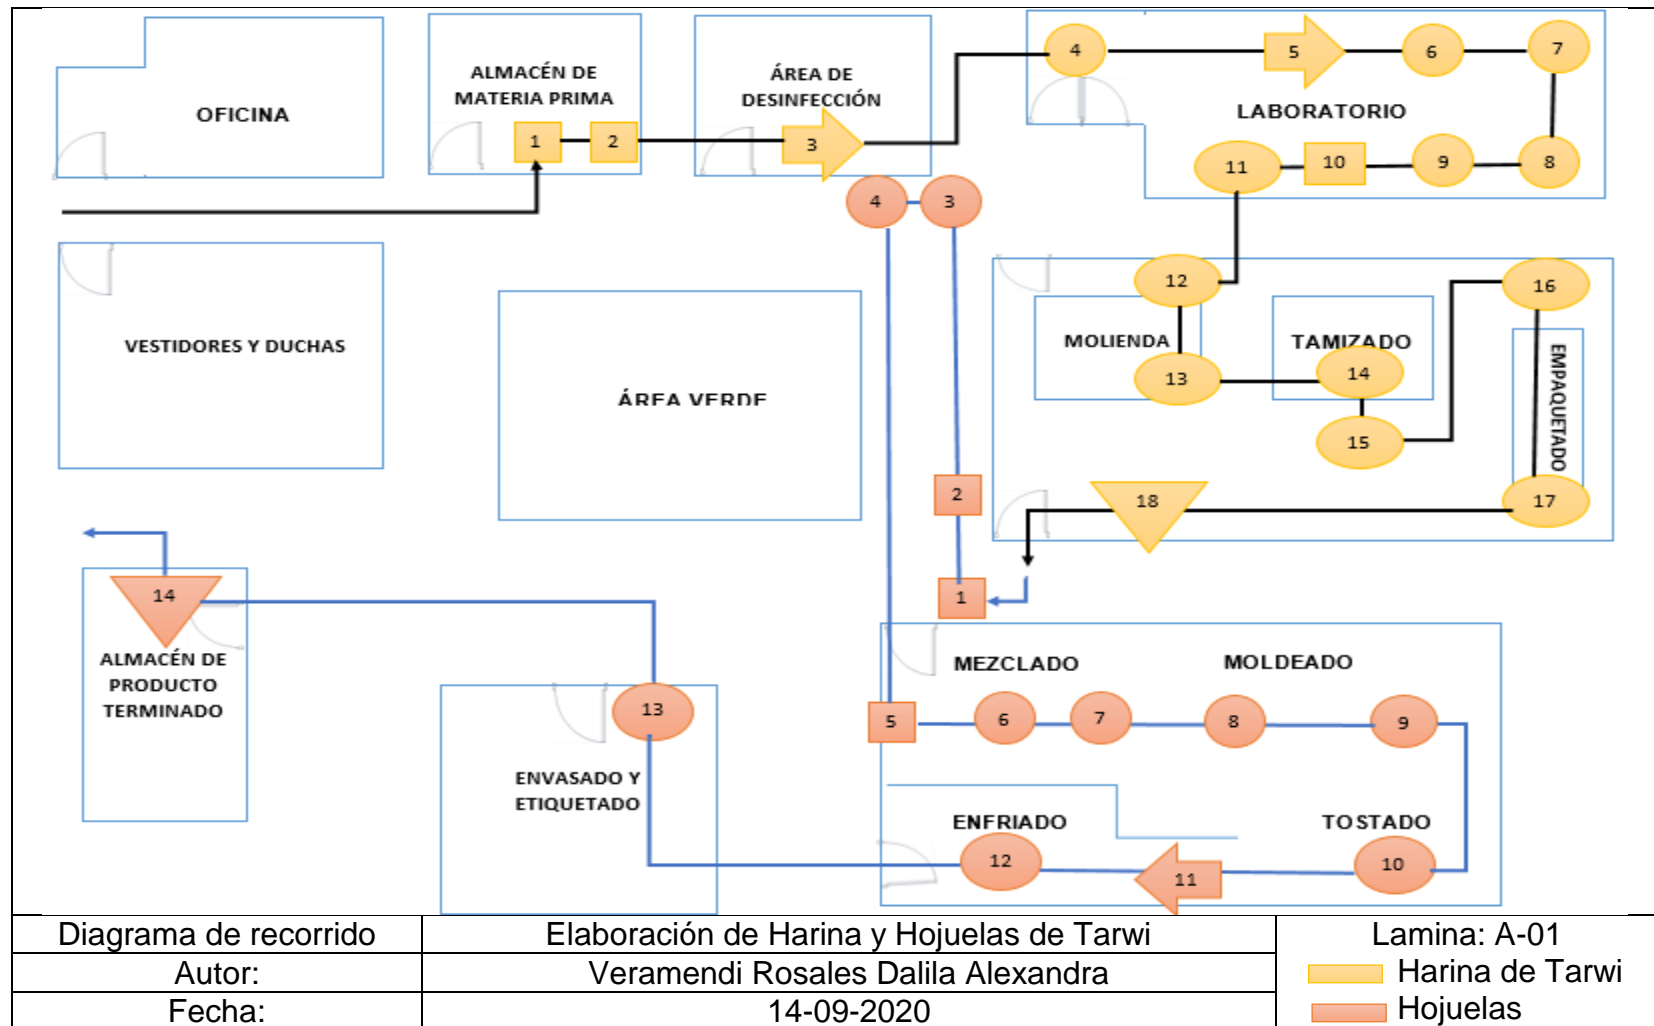 OFICINA
ALMACÉN DE
MATERIA PRIMA
1
2
ÁREA DE
DESINFECCIÓN
3
4
5
6
7
LABORATORIO
11
10
9
8
4
3
VESTIDORES Y DUCHAS
ÁREA VERDE
12
MOLIENDA
13
TAMIZADO
14
15
16
EMPAQUETADO
17
18
2
1
14
ALMACÉN DE
PRODUCTO
TERMINADO
13
ENVASADO Y
ETIQUETADO
MEZCLADO
MOLDEADO
5
6
7
8
9
ENFRIADO
TOSTADO
12
11
10
Diagrama de recorrido
Elaboración de Harina y Hojuelas de Tarwi
Lamina: A-01
Autor:
Veramendi Rosales Dalila Alexandra
Harina de Tarwi
Fecha:
14-09-2020
Hojuelas